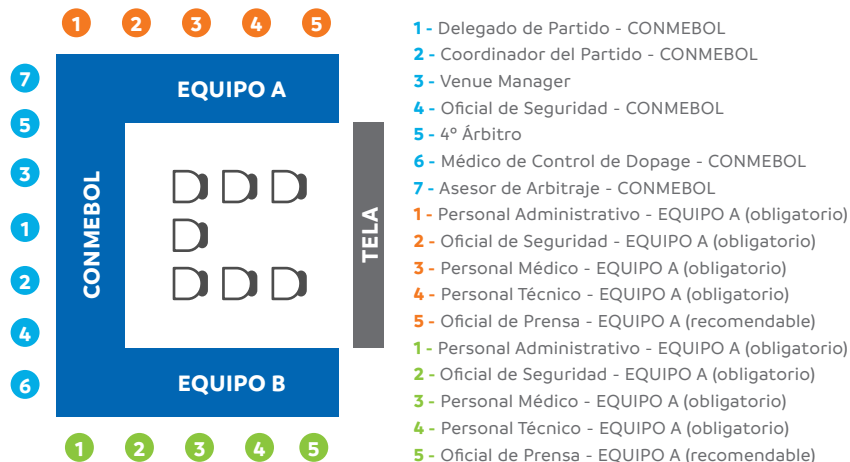 1 2 3 4 5
7
5
3
1
2
4
6
EQUIPO A
CONMEBOL
TELA
EQUIPO B
1 2 3 4 5
1 - Delegado de Partido - CONMEBOL
2 - Coordinador del Partido - CONMEBOL
3 - Venue Manager
4 - Oficial de Seguridad - CONMEBOL
5 - 4º Árbitro
6 - Médico de Control de Dopage - CONMEBOL
7 - Asesor de Arbitraje - CONMEBOL
1 - Personal Administrativo - EQUIPO A (obligatorio)
2 - Oficial de Seguridad - EQUIPO A (obligatorio)
3 - Personal Médico - EQUIPO A (obligatorio)
4 - Personal Técnico - EQUIPO A (obligatorio)
5 - Oficial de Prensa - EQUIPO A (recomendable)
1 - Personal Administrativo - EQUIPO A (obligatorio)
2 - Oficial de Seguridad - EQUIPO A (obligatorio)
3 - Personal Médico - EQUIPO A (obligatorio)
4 - Personal Técnico - EQUIPO A (obligatorio)
5 - Oficial de Prensa - EQUIPO A (recomendable)